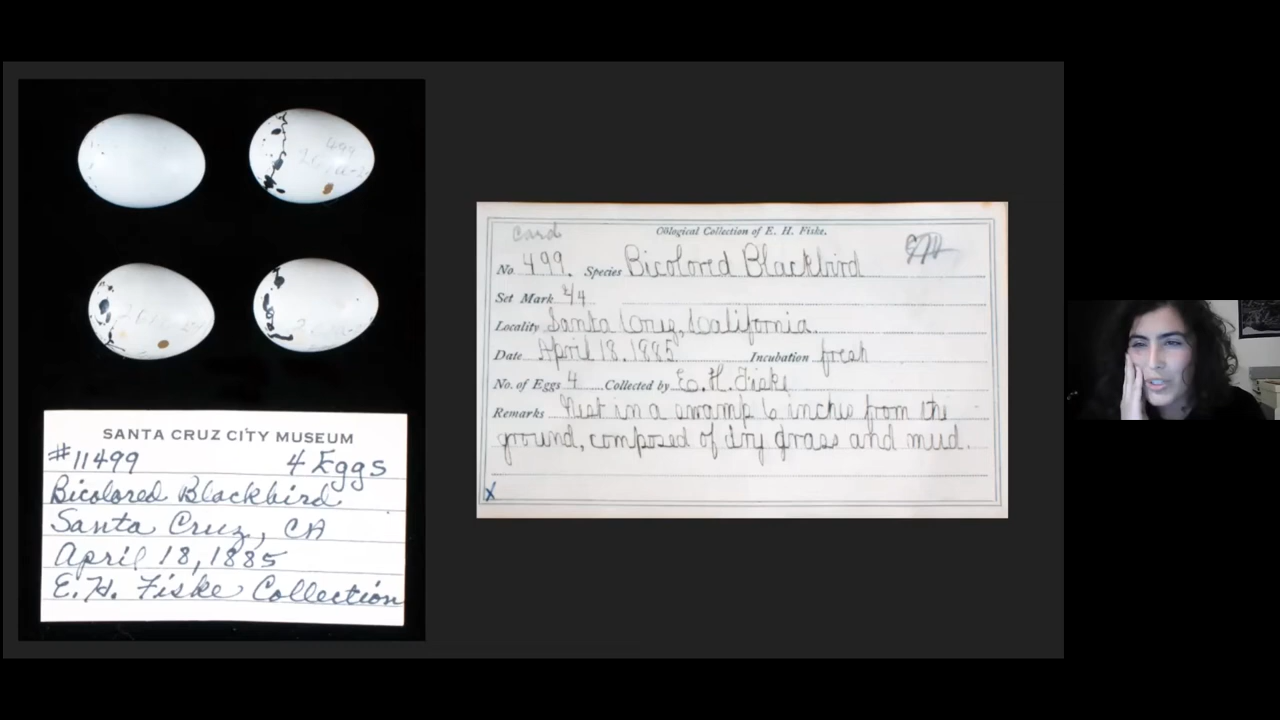 499
SANTA CRUZ CITY MUSEUM
#11499 4 Eggs
Bicolored Blackbird
Santa Cruz, CA
April 18, 1885
E. H. Fiske Collection
card
Oölogical Collection of E. H. Fiske.
No. 499. Species Bicolored Blackbird
Set Mark 2/4
Locality Santa Cruz, California.
Date April 18. 1885 Incubation fresh
No. of Eggs 4 Collected by E. H. Fiske
Remarks Nest in a swamp 6 inches from the
ground, composed of dry grass and mud.
X